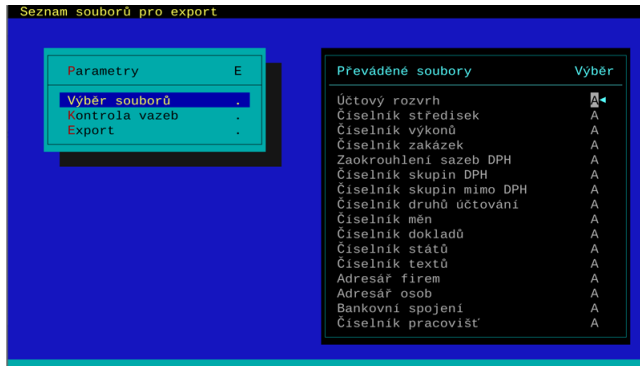 Seznam souborů pro export
Parametry E
Výběr souborů .
Kontrola vazeb .
Export .
Převáděné soubory Výběr
Účtový rozvrh A
Číselník středisek A
Číselník výkonů A
Číselník zakázek A
Zaokrouhlení sazeb DPH A
Číselník skupin DPH A
Číselník skupin mimo DPH A
Číselník druhů účtování A
Číselník měn A
Číselník dokladů A
Číselník států A
Číselník textů A
Adresář firem A
Adresář osob A
Bankovní spojení A
Číselník pracovišť A